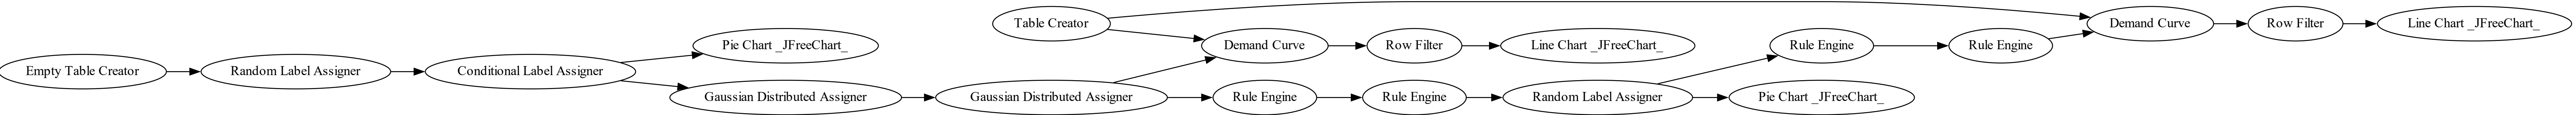 Empty Table Creator
Random Label Assigner
Conditional Label Assigner
Pie Chart _JFreeChart_
Gaussian Distributed Assigner
Gaussian Distributed Assigner
Table Creator
Demand Curve
Row Filter
Line Chart _JFreeChart_
Rule Engine
Rule Engine
Random Label Assigner
Pie Chart _JFreeChart_
Rule Engine
Rule Engine
Demand Curve
Row Filter
Line Chart _JFreeChart_